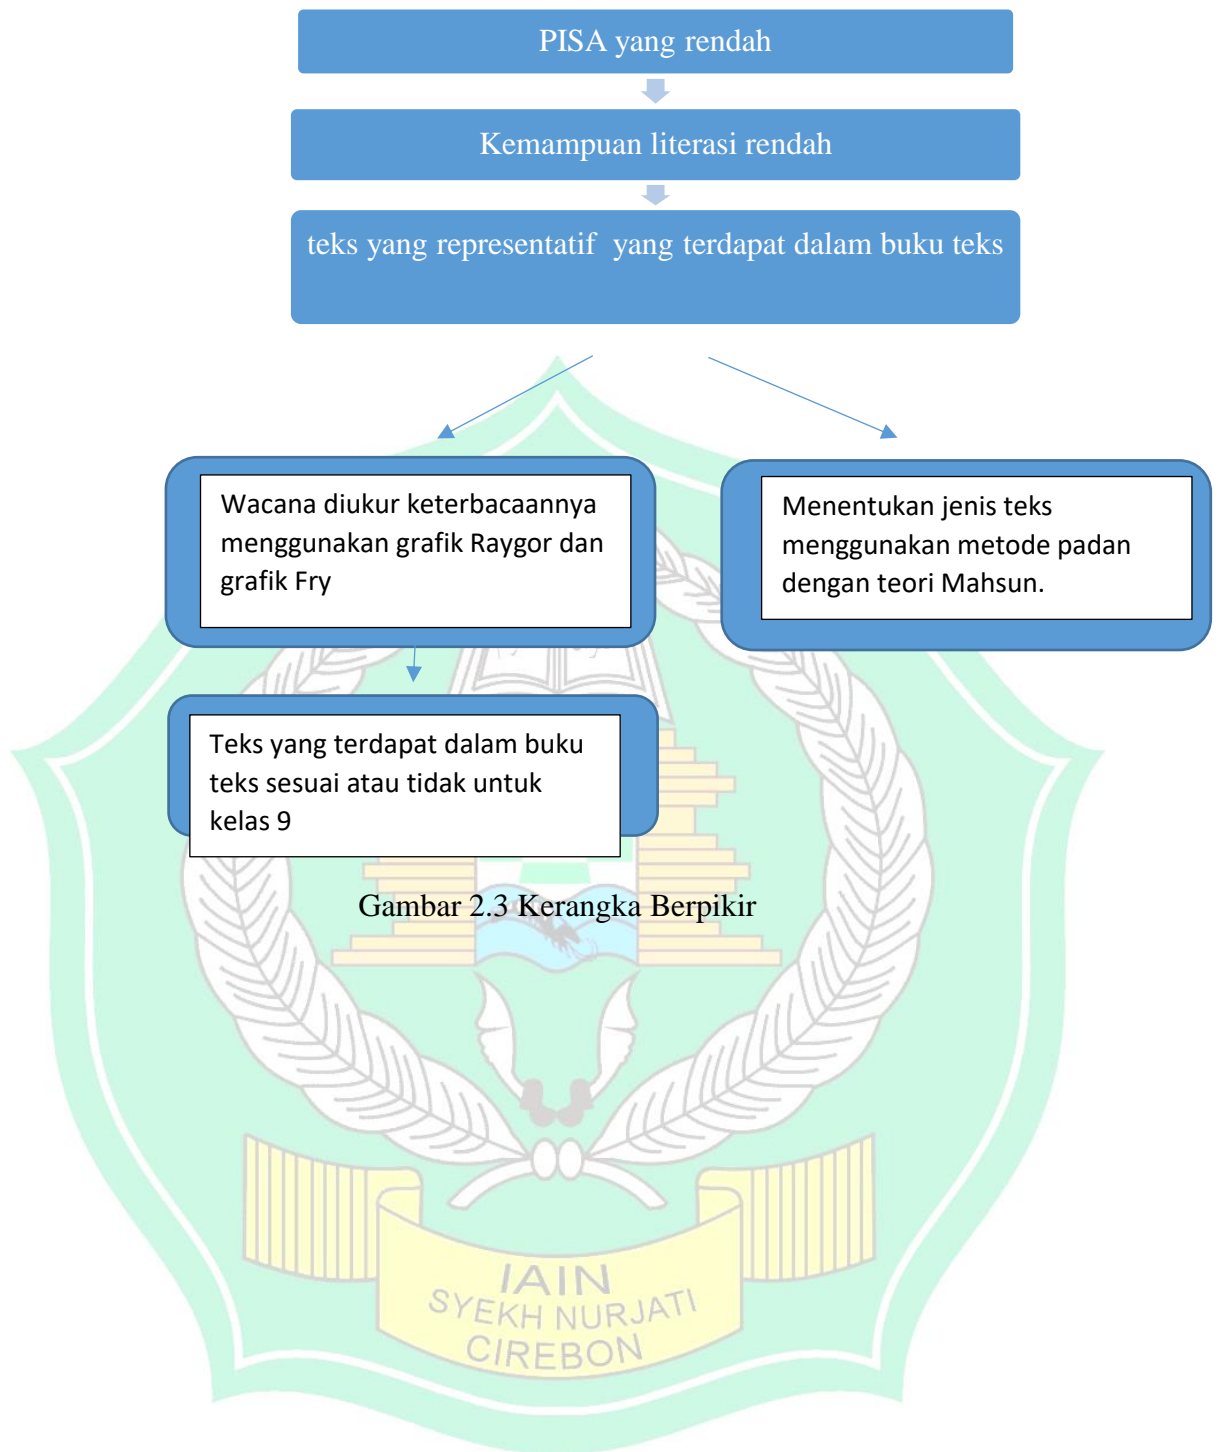 PISA yang rendah
Kemampuan literasi rendah
teks yang representatif yang terdapat dalam buku teks
Wacana diukur keterbacaannya
menggunakan grafik Raygor dan
grafik Fry
Menentukan jenis teks
menggunakan metode padan
dengan teori Mahsun.
Teks yang terdapat dalam buku
teks sesuai atau tidak untuk
kelas 9
Gambar 2.3 Kerangka Berpikir
IAIN
SYEKH NURJATI
CIREBON